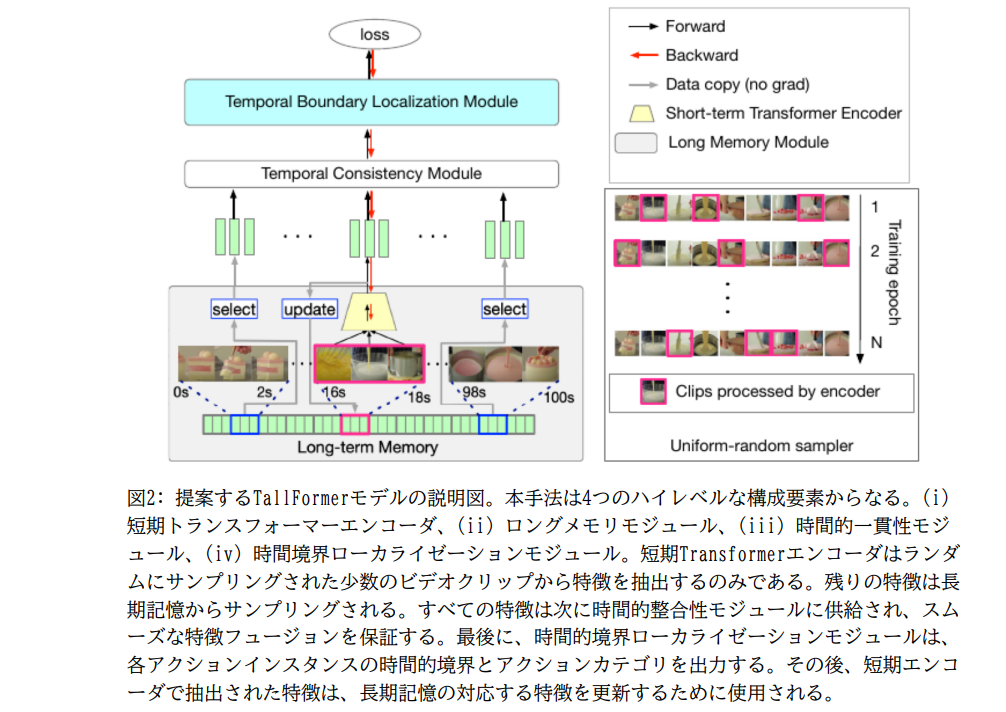 loss
Temporal Boundary Localization Module
Temporal Consistency Module
select
update
select
0s
2s
16s
18s
98s
100s
Long-term Memory
Forward
Backward
Data copy (no grad)
Short-term Transformer Encoder
Long Memory Module
1
2
N
Training epoch
Clips processed by encoder
Uniform-random sampler
図2: 提案するTallFormerモデルの説明図。本手法は4つのハイレベルな構成要素からなる。(i)
短期トランスフォーマーエンコーダ、(ii) ロングメモリモジュール、(iii) 時間的一貫性モジ
ュール、(iv) 時間境界ローカライゼーションモジュール。短期Transformerエンコーダはランダ
ムにサンプリングされた少数のビデオクリップから特徴を抽出するのみである。残りの特徴は長
期記憶からサンプリングされる。すべての特徴は次に時間的整合性モジュールに供給され、スム
ーズな特徴フュージョンを保証する。最後に、時間的境界ローカライゼーションモジュールは、
各アクションインスタンスの時間的境界とアクションカテゴリを出力する。その後、短期エンコ
ーダで抽出された特徴は、長期記憶の対応する特徴を更新するために使用される。